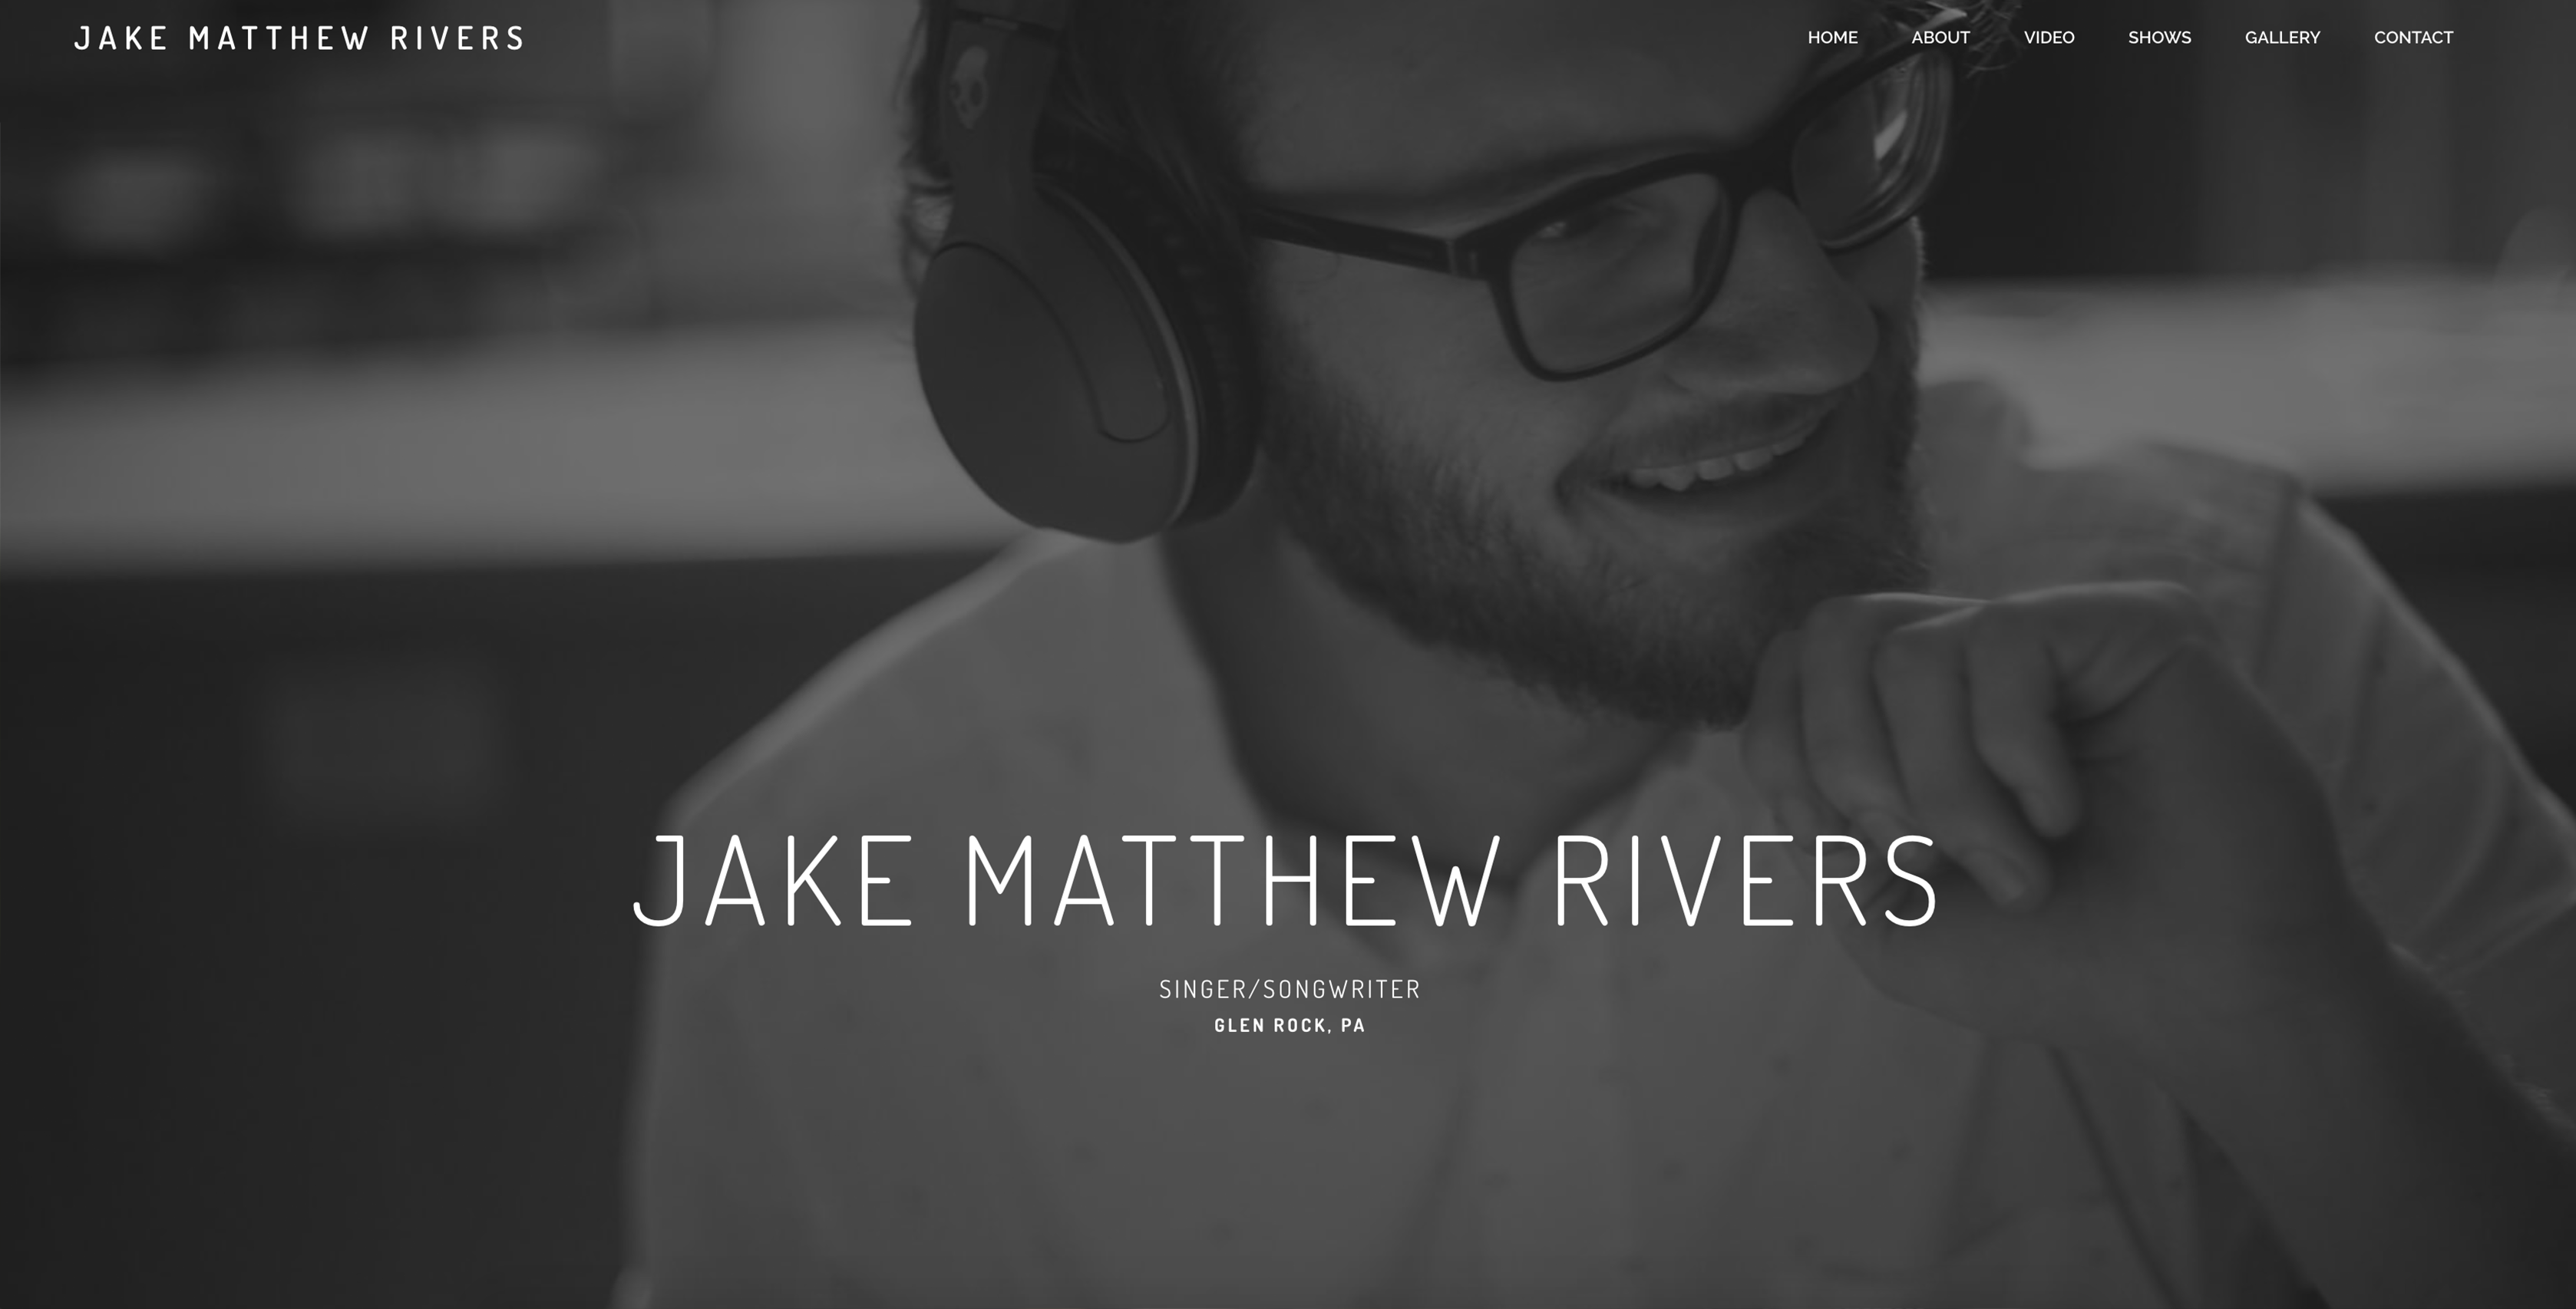 JAKE MATTHEW RIVERS
HOME ABOUT VIDEO SHOWS GALLERY CONTACT
JAKE MATTHEW RIVERS
SINGER/SONGWRITER
GLEN ROCK, PA